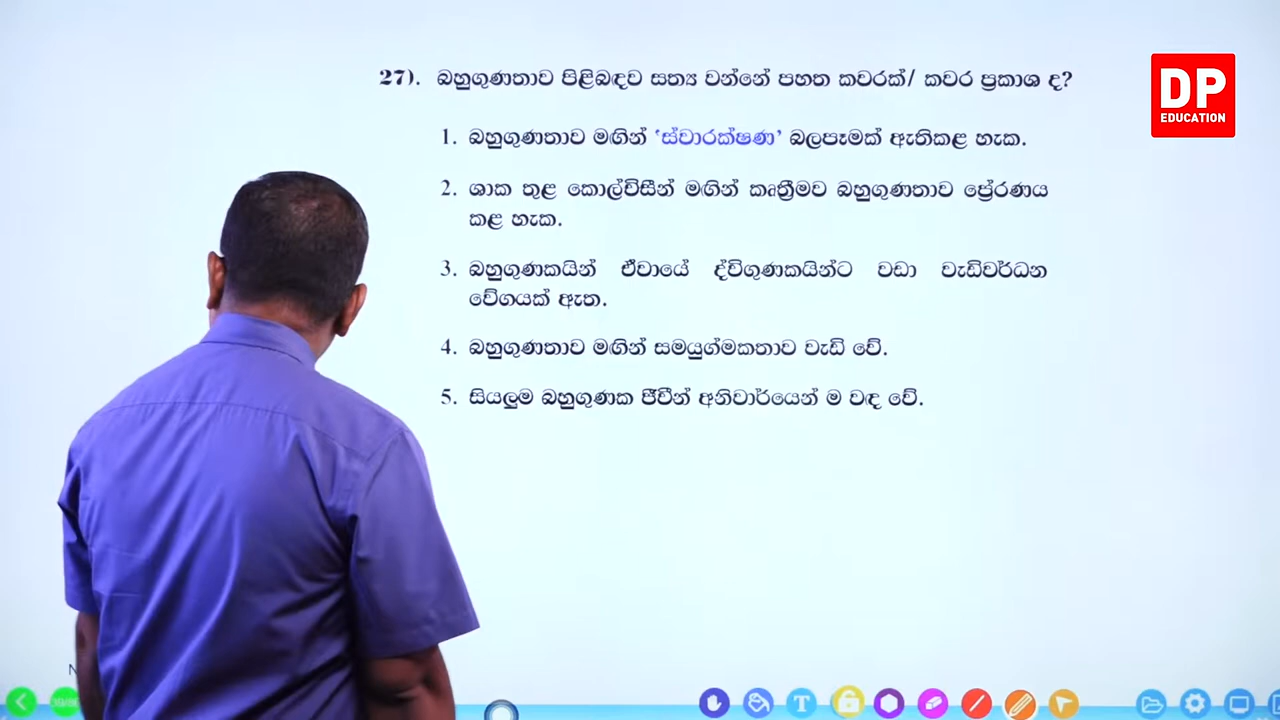 27). බහුගුණතාව පිළිබඳව සත්‍ය වන්නේ පහත කවරක්/ කවර ප්‍රකාශ ද?
DP
EDUCATION
1. බහුගුණතාව මඟින් ‘ස්වාරක්ෂණ’ බලපෑමක් ඇතිකළ හැක.
2. ශාක තුළ කොල්චිසීන් මඟින් කෘත්‍රීමව බහුගුණතාව ප්‍රේරණය
කළ හැක.
3. බහුගුණකයින් ඒවායේ ද්විගුණකයින්ට වඩා වැඩිවර්ධන
වේගයක් ඇත.
4. බහුගුණතාව මඟින් සමයුග්මකතාව වැඩි වේ.
5. සියලුම බහුගුණක ජීවීන් අනිවාර්යෙන් ම වඳ වේ.